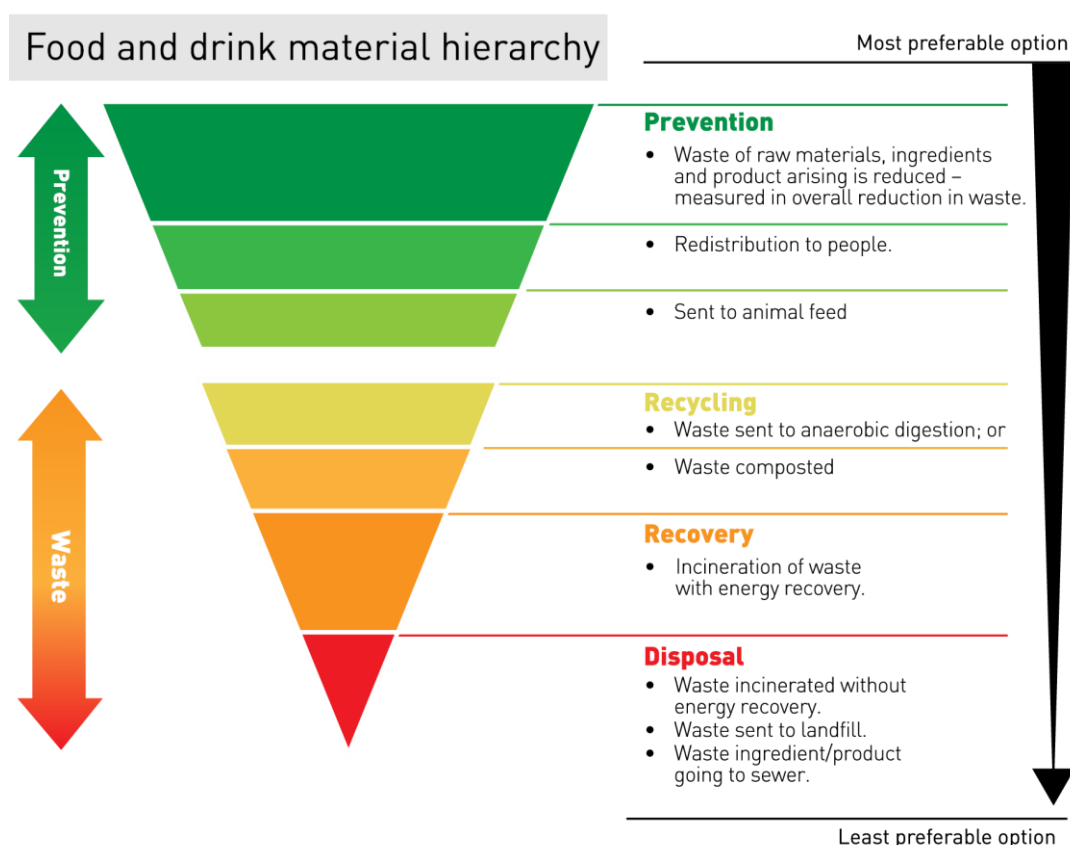 Food and drink material hierarchy
Most preferable option
Prevention
Prevention
• Waste of raw materials, ingredients
and product arising is reduced –
measured in overall reduction in waste.
• Redistribution to people.
• Sent to animal feed
Waste
Recycling
• Waste sent to anaerobic digestion; or
• Waste composted
Recovery
• Incineration of waste
with energy recovery.
Disposal
• Waste incinerated without
energy recovery.
• Waste sent to landfill.
• Waste ingredient/product
going to sewer.
Least preferable option